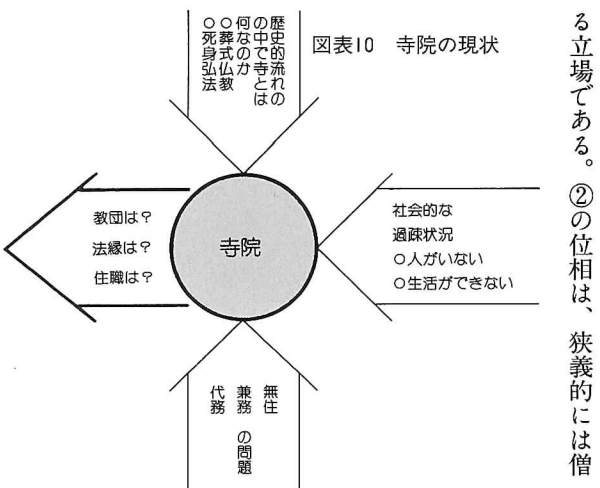 る立場である。②の位相は、狭義的には僧
図表10 寺院の現状
歴史的流れの
の中で寺とは
何なのか
○葬式仏教
○死身弘法
社会的な
過疎状況
○人がいない
○生活ができない
寺院
教団は？
法縁は？
住職は？
無住
兼務 の問題
代務